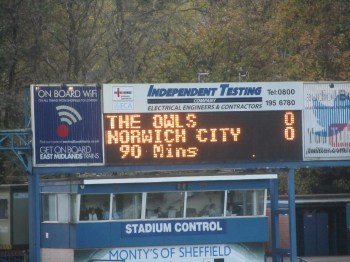 ON BOARD WiFi
GET ON BOARD
EAST MIDLANDS TRAINS
INDEPENDENT TESTING
COMPANY
ELECTRICAL ENGINEERS & CONTRACTORS
Tel:0800
195 6780
THE OWLS 0
NORWICH CITY 0
90 Mins
STADIUM CONTROL
MONTY'S OF SHEFFIELD